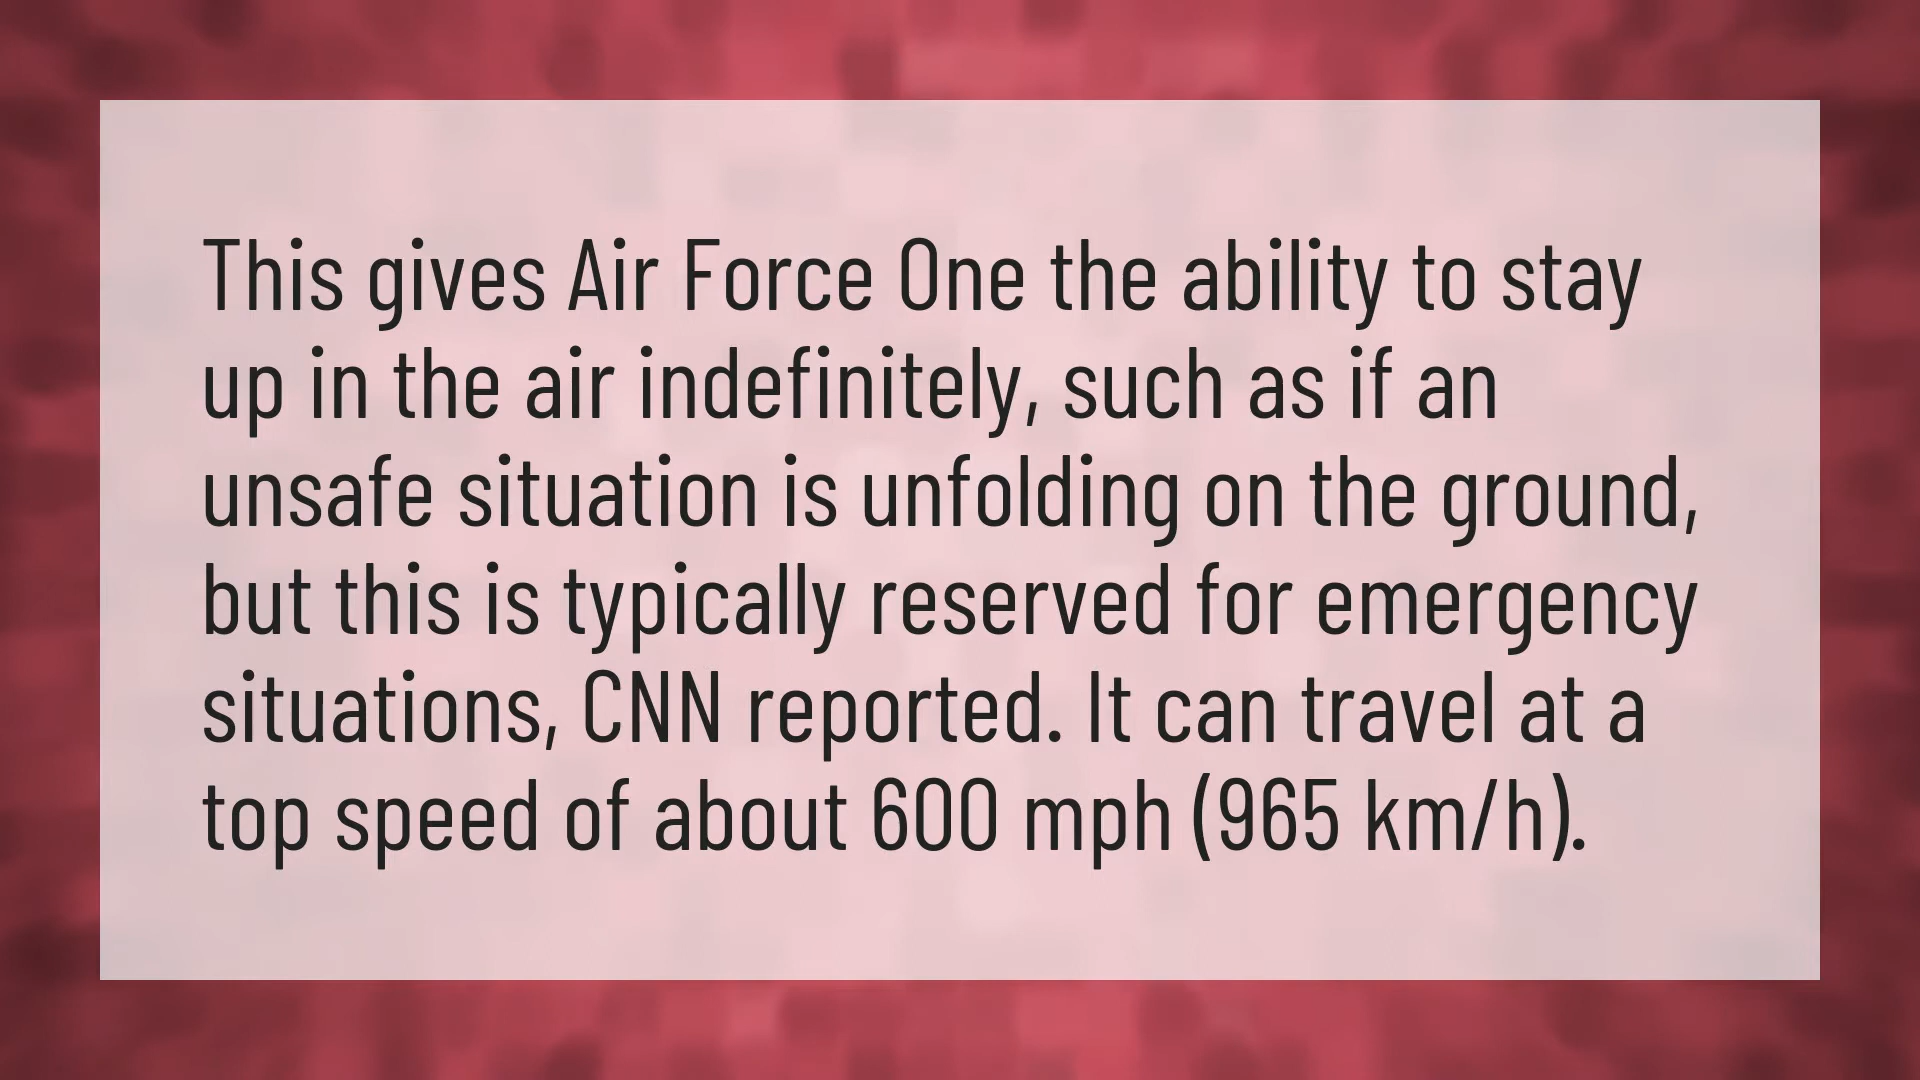 This gives Air Force One the ability to stay
up in the air indefinitely, such as if an
unsafe situation is unfolding on the ground,
but this is typically reserved for emergency
situations, CNN reported. It can travel at a
top speed of about 600 mph (965 km/h).